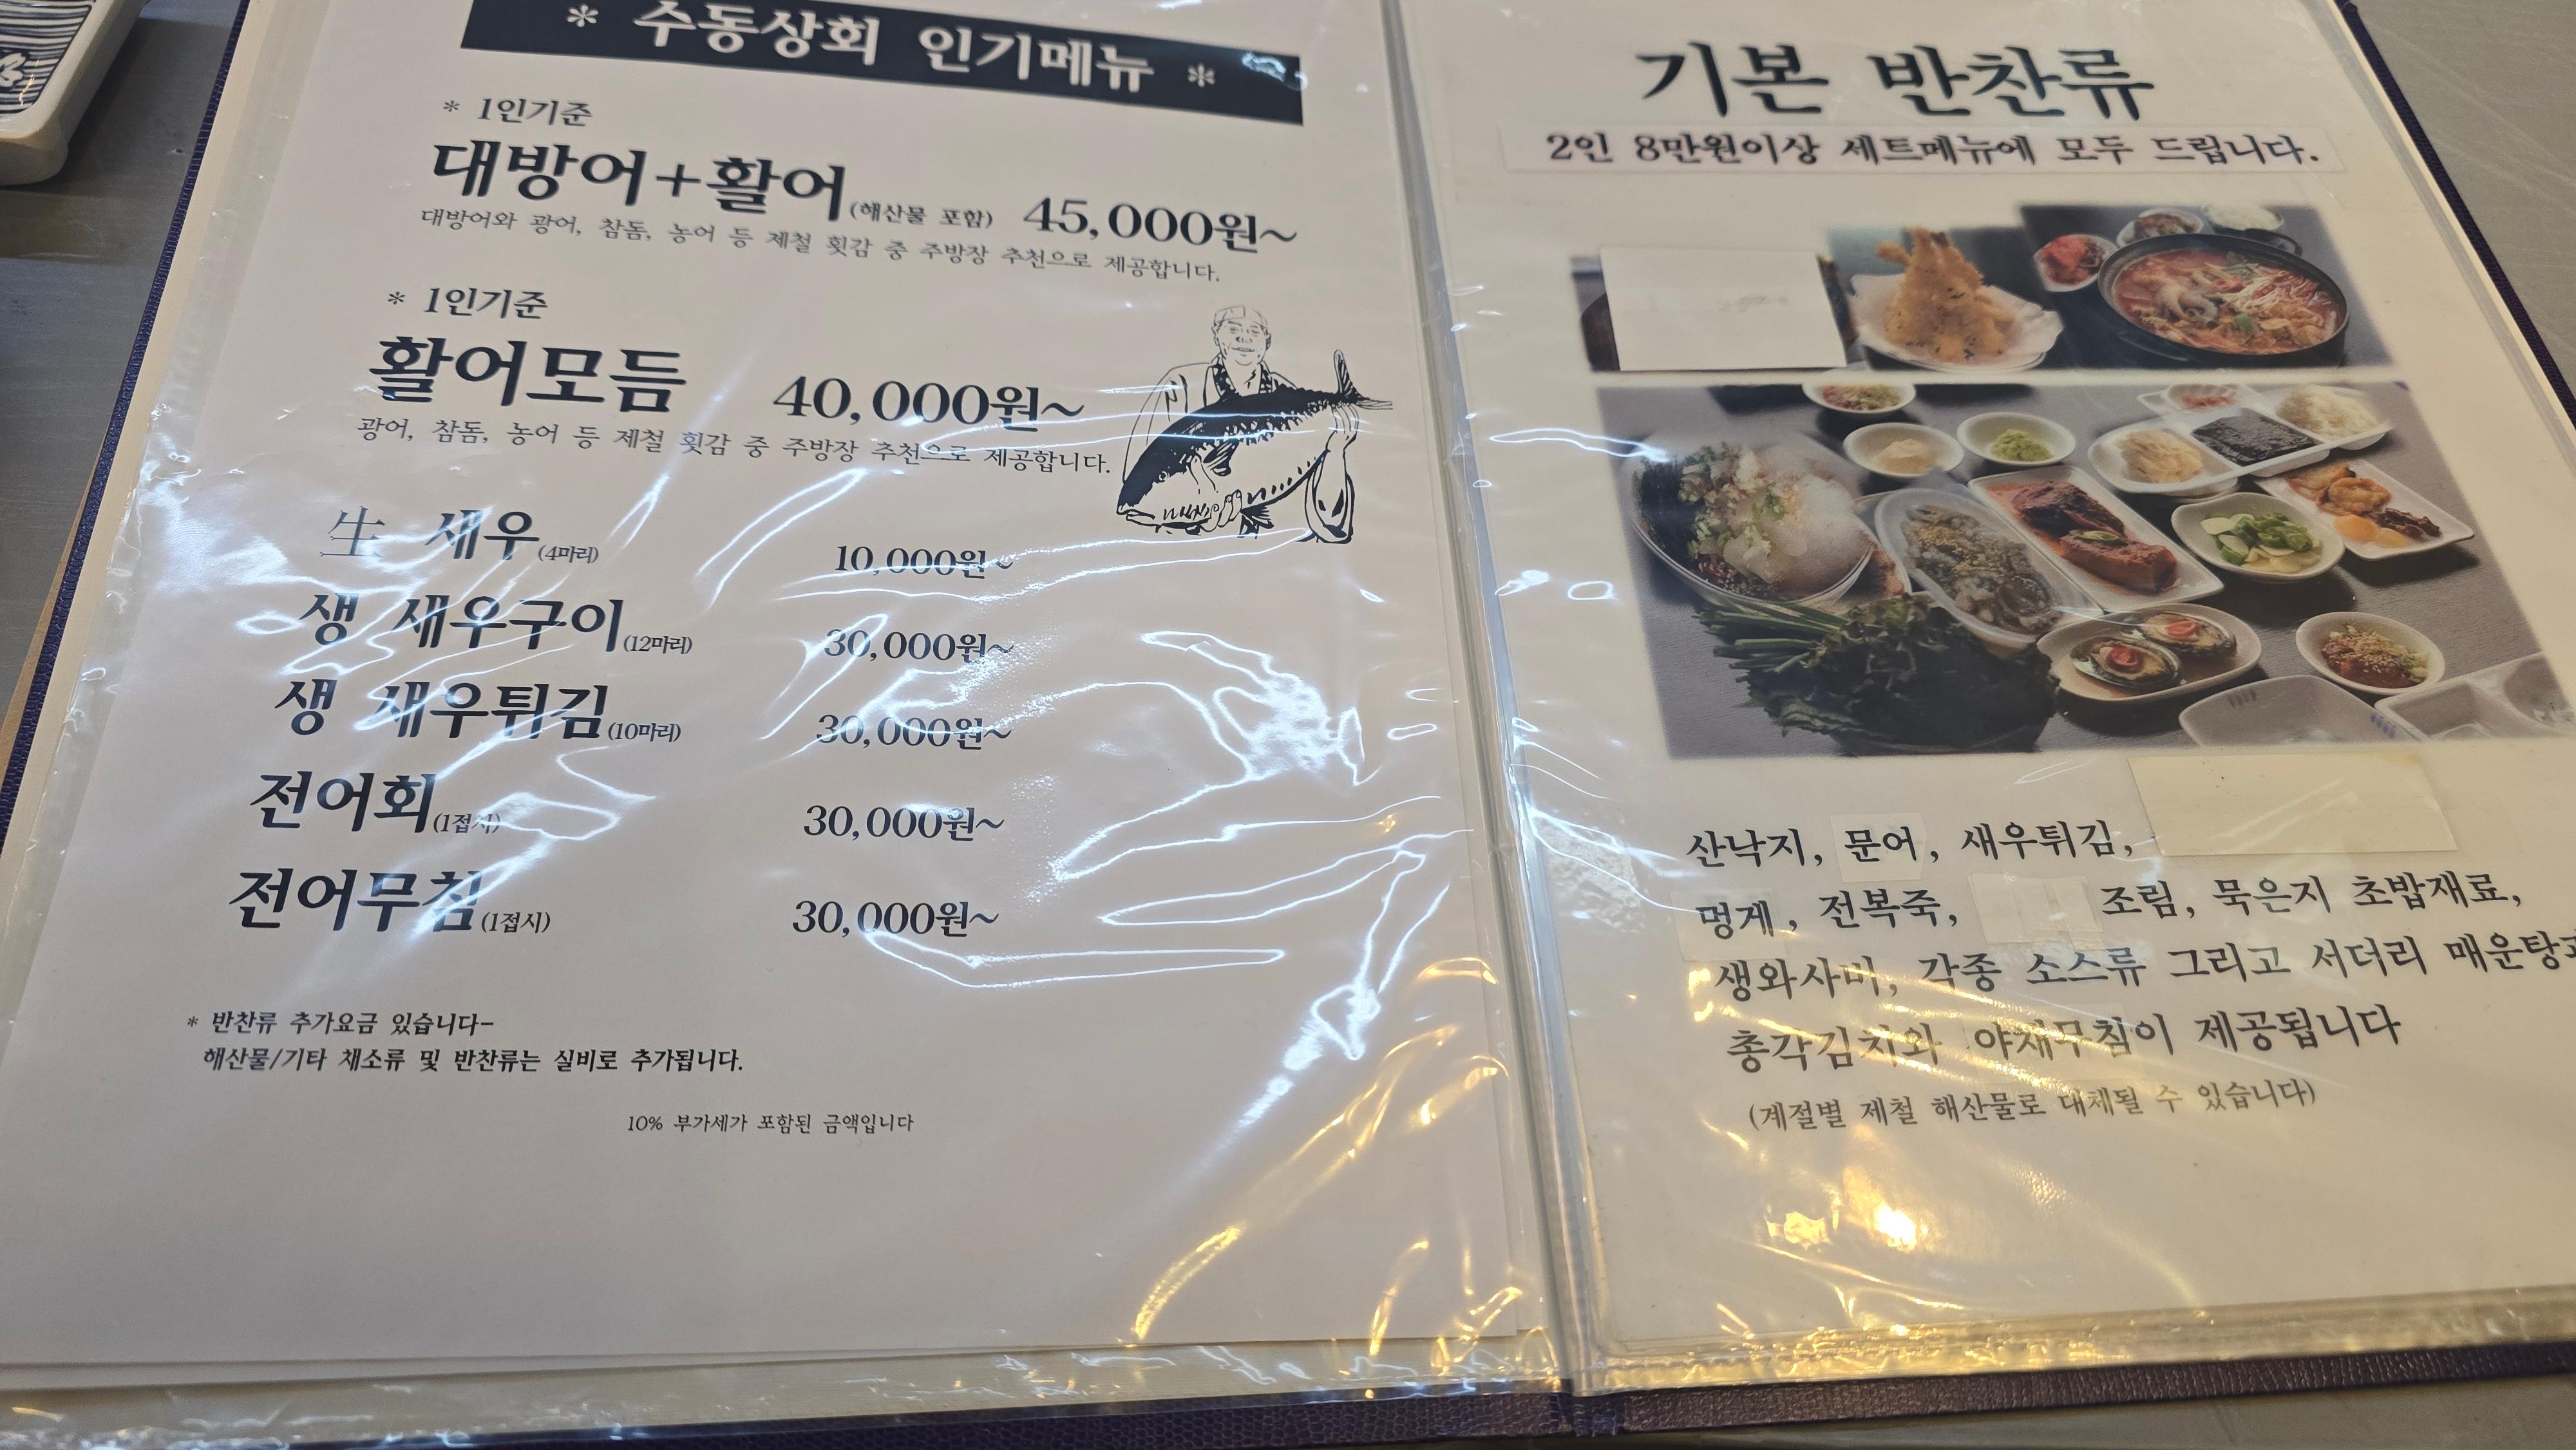 * 수동상회 인기메뉴 *
* 1인기준
대방어+활어(해산물 포함) 45,000원~
대방어와 광어, 참돔, 농어 등 제철 횟감 중 주방장 추천으로 제공합니다.
* 1인기준
활어모듬 40,000원~
광어, 참돔, 농어 등 제철 횟감 중 주방장 추천으로 제공합니다.
生 새우(4마리) 10,000원~
생 새우구이(12마리) 30,000원~
생 새우튀김(10마리) 30,000원~
전어회(1접시) 30,000원~
전어무침(1접시) 30,000원~
* 반찬류 추가요금 있습니다-
해산물/기타 채소류 및 반찬류는 실비로 추가됩니다.
10% 부가세가 포함된 금액입니다
기본 반찬류
2인 8만원이상 세트메뉴에 모두 드립니다.
산낙지, 문어, 새우튀김,
멍게, 전복죽, 조림, 묵은지 초밥재료,
생와사비, 각종 소스류 그리고 서더리 매운탕과
총각김치와 야채무침이 제공됩니다
(계절별 제철 해산물로 대체될 수 있습니다)